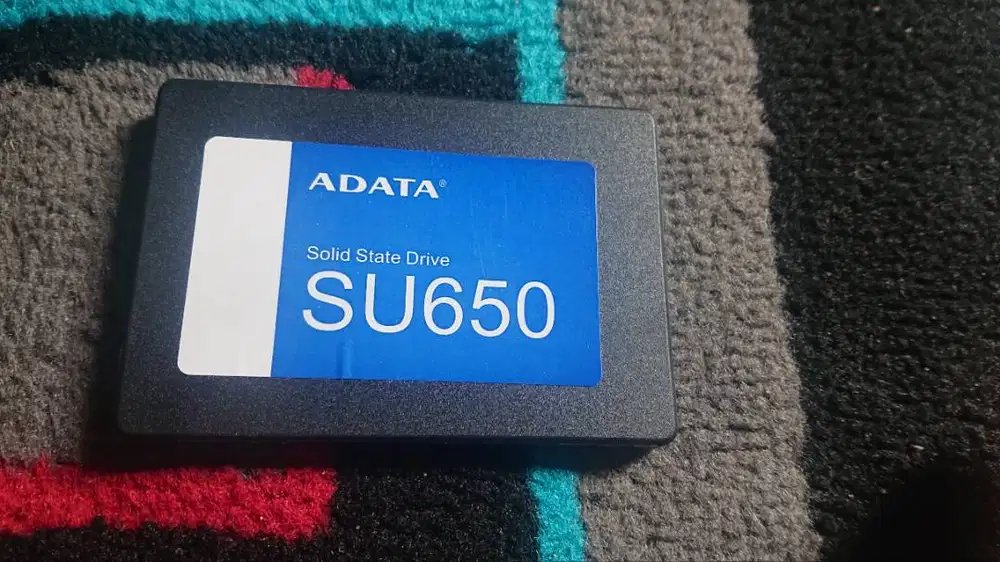 ADATA®
Solid State Drive
SU650